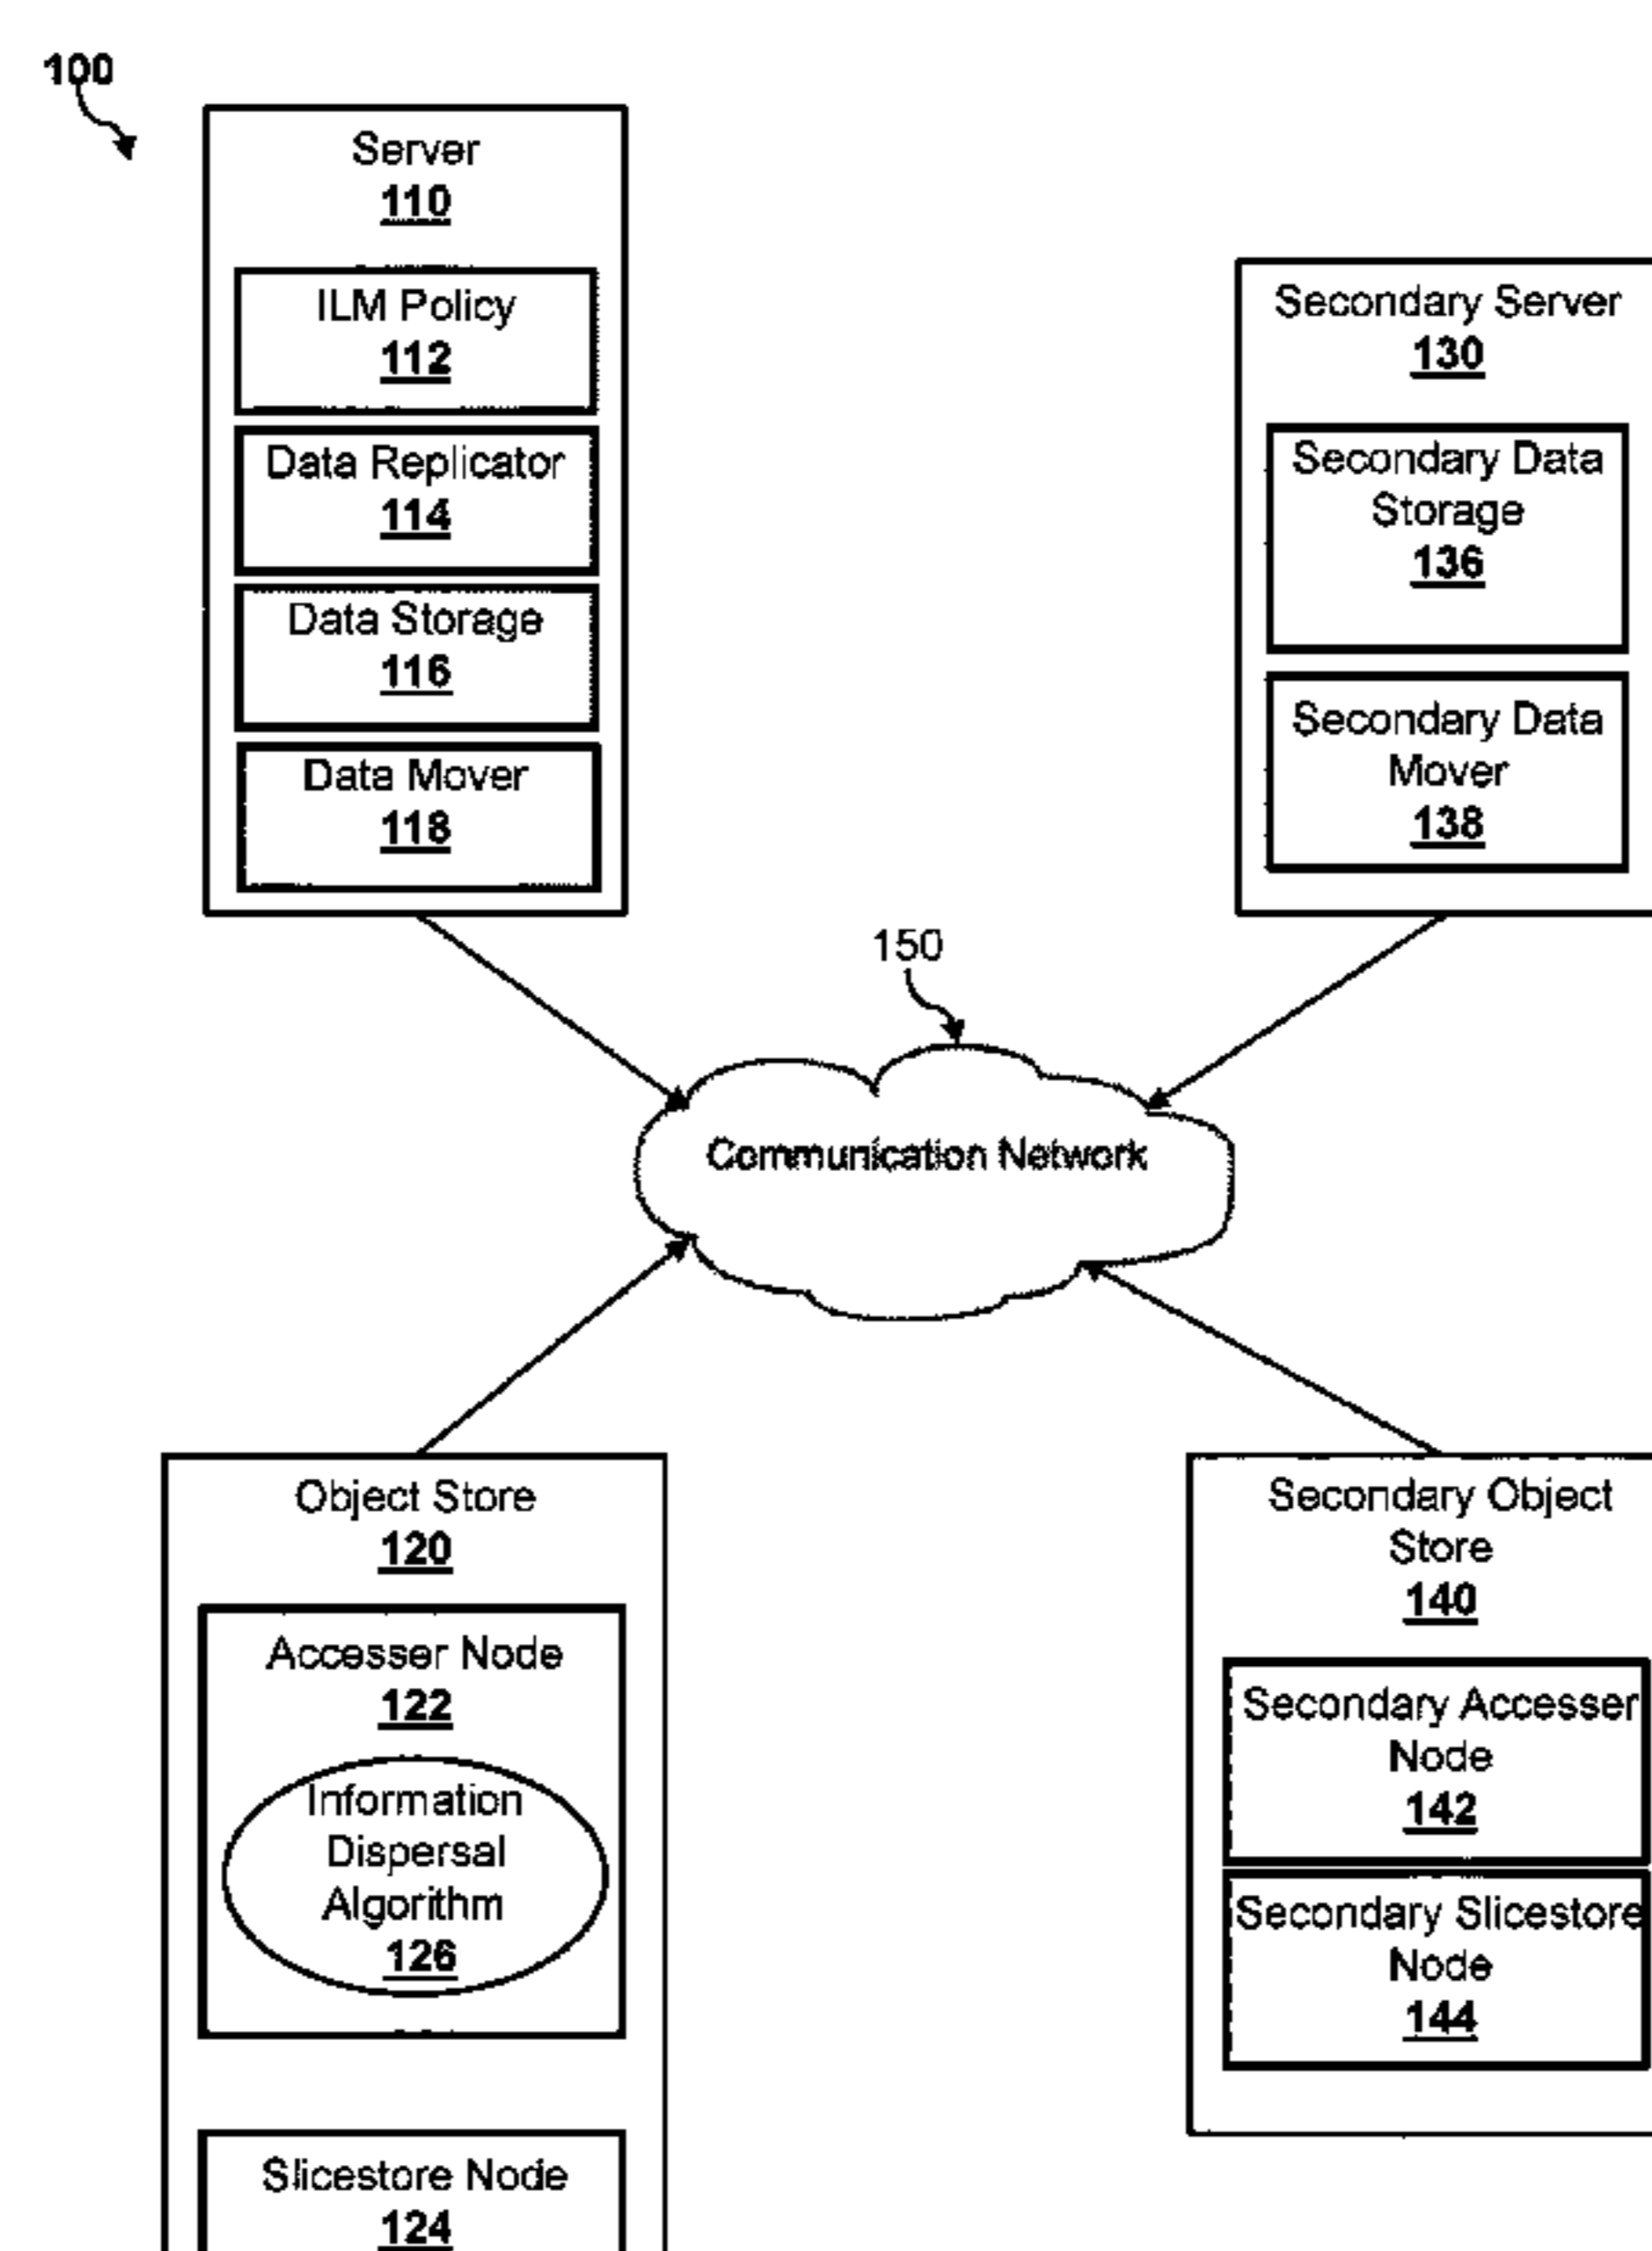 100
Server
110
ILM Policy
112
Data Replicator
114
Data Storage
116
Data Mover
118
Secondary Server
130
Secondary Data
Storage
136
Secondary Data
Mover
138
150
Communication Network
Object Store
120
Accesser Node
122
Information
Dispersal
Algorithm
126
Slicestore Node
124
Secondary Object
Store
140
Secondary Accesser
Node
142
Secondary Slicestore
Node
144